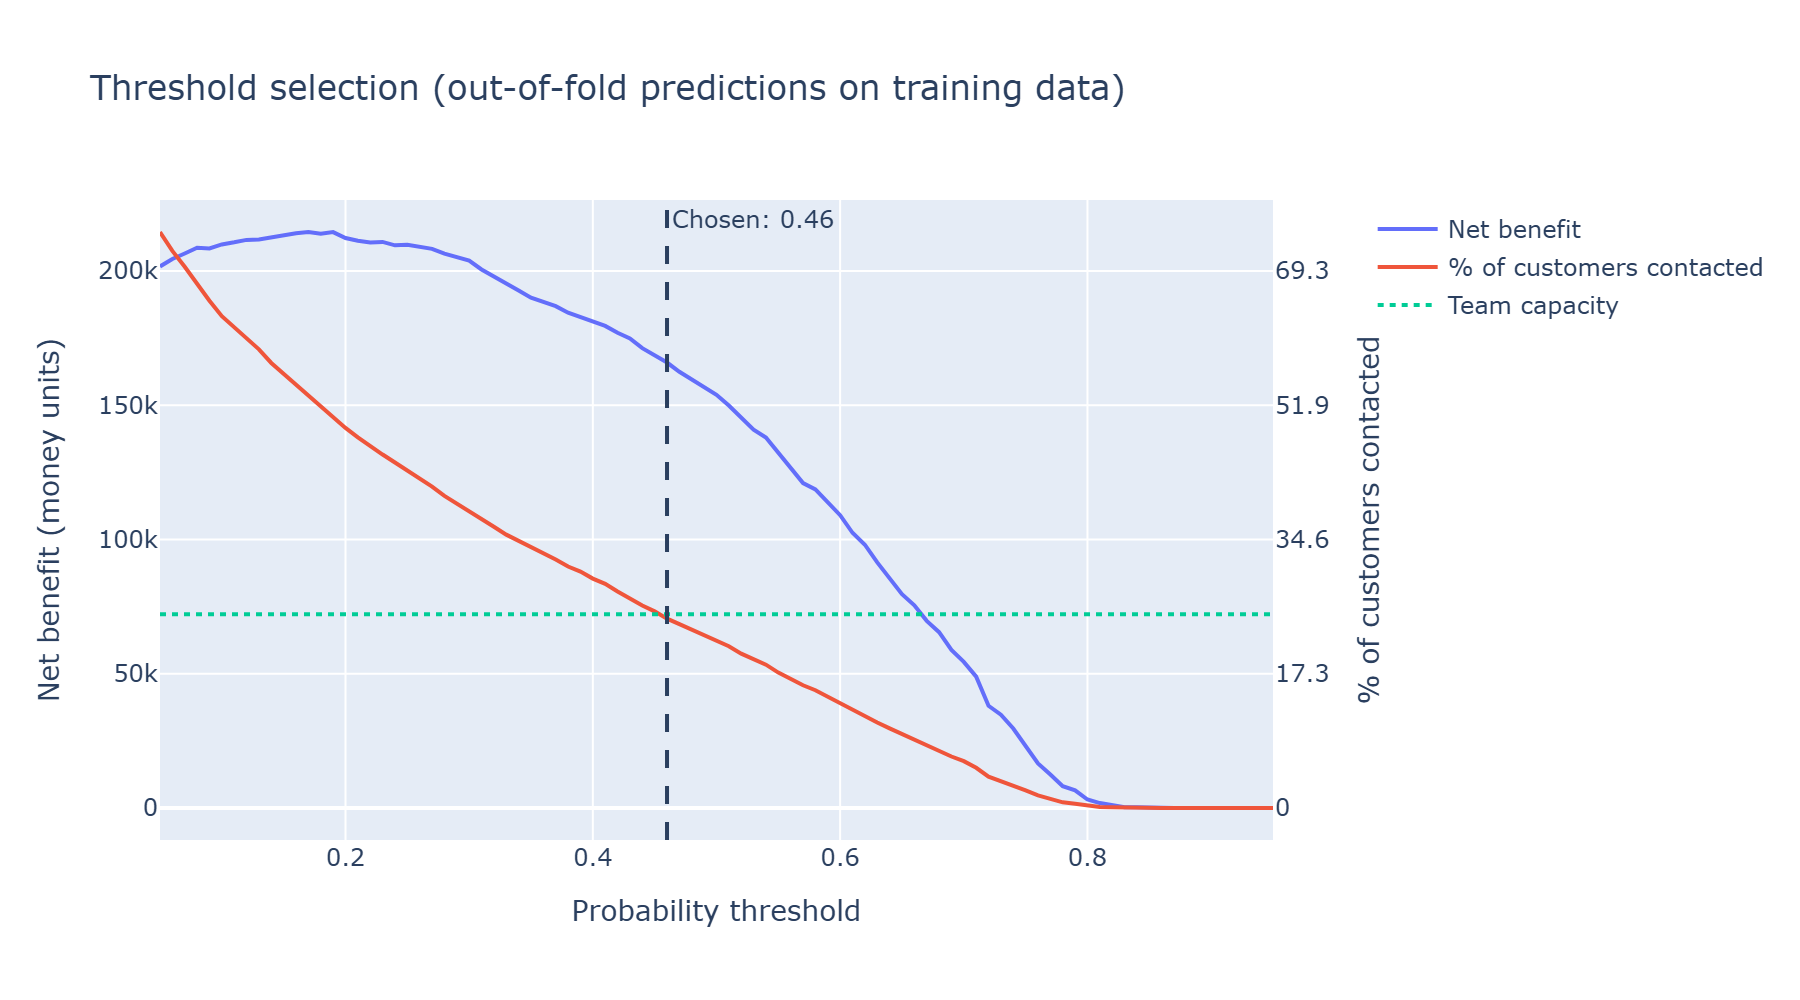 Threshold selection (out-of-fold predictions on training data)
Chosen: 0.46
Net benefit
% of customers contacted
Team capacity
Net benefit (money units)
200k
150k
100k
50k
0
69.3
51.9
34.6
17.3
0
% of customers contacted
0.2
0.4
0.6
0.8
Probability threshold